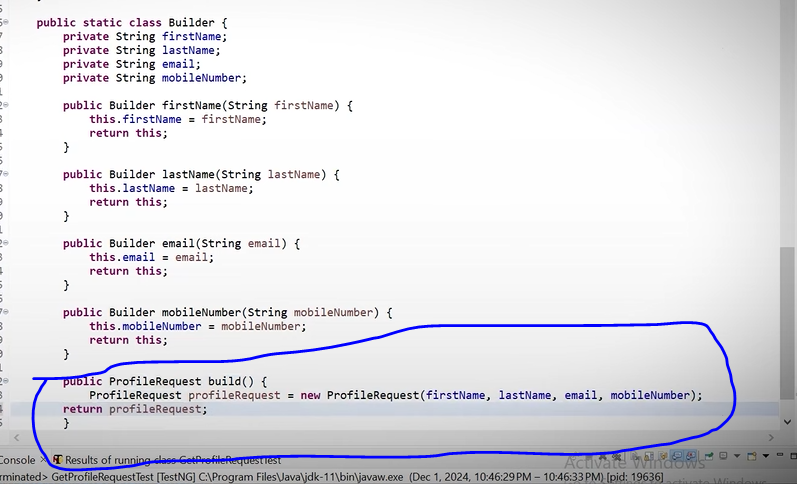 public static class Builder {
private String firstName;
private String lastName;
private String email;
private String mobileNumber;
public Builder firstName(String firstName) {
this.firstName = firstName;
return this;
}
public Builder lastName(String lastName) {
this.lastName = lastName;
return this;
}
public Builder email(String email) {
this.email = email;
return this;
}
public Builder mobileNumber(String mobileNumber) {
this.mobileNumber = mobileNumber;
return this;
}
public ProfileRequest build() {
ProfileRequest profileRequest = new ProfileRequest(firstName, lastName, email, mobileNumber);
return profileRequest;
}
Console × Results of running class GetProfileRequestTest
Activate Windows
rminated> GetProfileRequestTest [TestNG] C:\Program Files\Java\jdk-11\bin\javaw.exe (Dec 1, 2024, 10:46:29 PM – 10:46:33 PM) [pid: 19636]